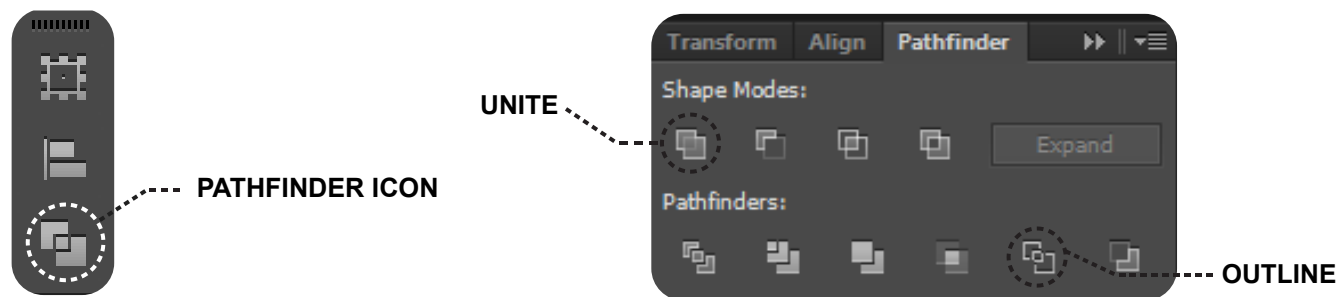 Transform Align Pathfinder
Shape Modes:
UNITE
Expand
PATHFINDER ICON
Pathfinders:
OUTLINE